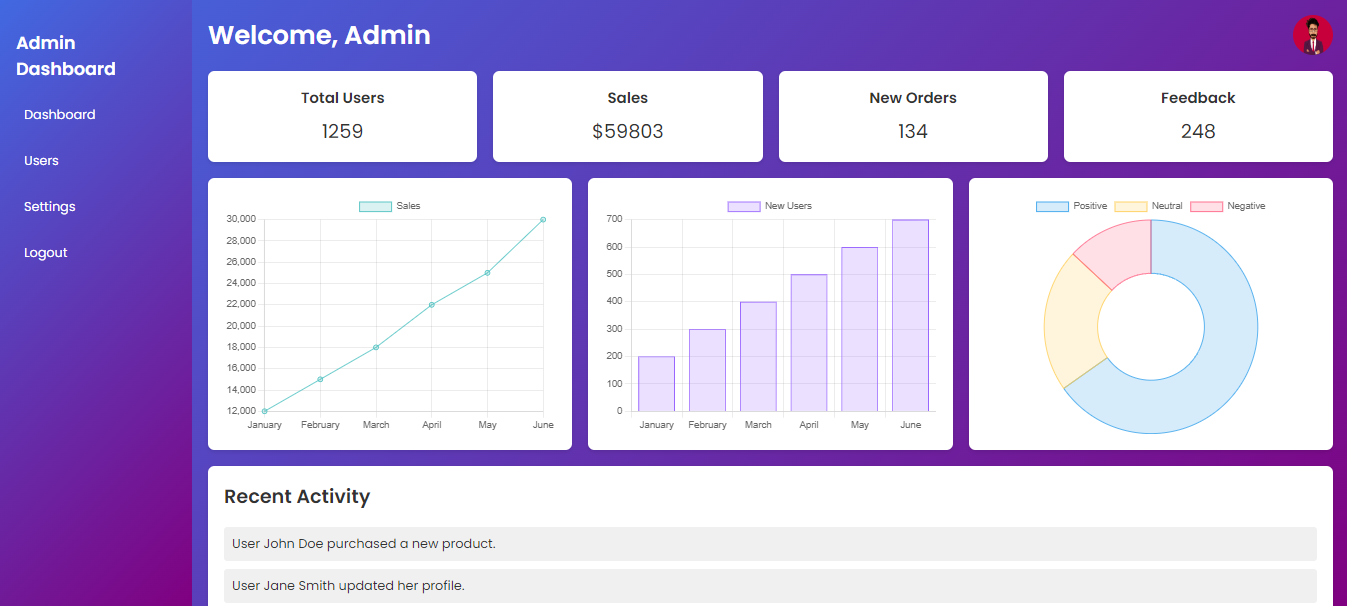 Admin
Dashboard
Dashboard
Users
Settings
Logout
Welcome, Admin
Total Users
1259
Sales
$59803
New Orders
134
Feedback
248
Sales
30,000
28,000
26,000
24,000
22,000
20,000
18,000
16,000
14,000
12,000
January February March April May June
New Users
700
600
500
400
300
200
100
0
January February March April May June
Positive Neutral Negative
Recent Activity
User John Doe purchased a new product.
User Jane Smith updated her profile.